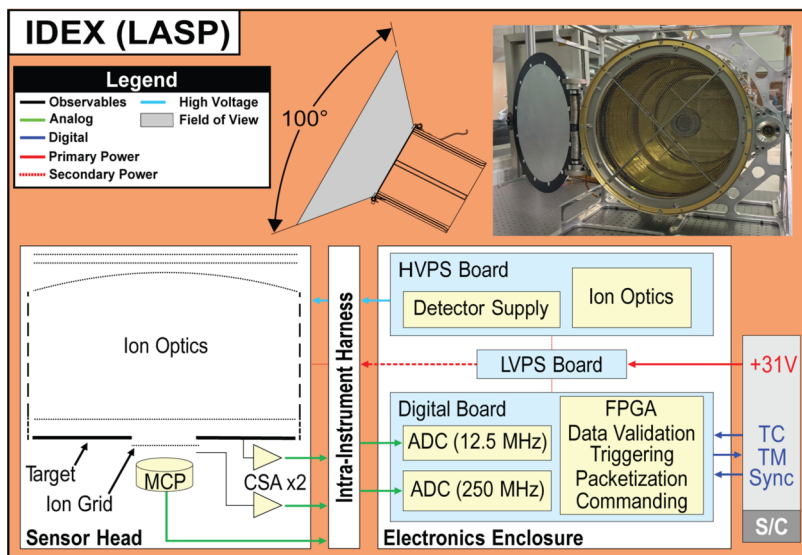 IDEX (LASP)
Legend
Observables
Analog
Digital
Primary Power
Secondary Power
High Voltage
Field of View
100°
Ion Optics
Target
Ion Grid
MCP
CSA x2
Sensor Head
Intra-Instrument Harness
HVPS Board
Detector Supply
Ion Optics
LVPS Board
Digital Board
ADC (12.5 MHz)
ADC (250 MHz)
FPGA
Data Validation
Triggering
Packetization
Commanding
Electronics Enclosure
+31V
TC
TM
Sync
S/C